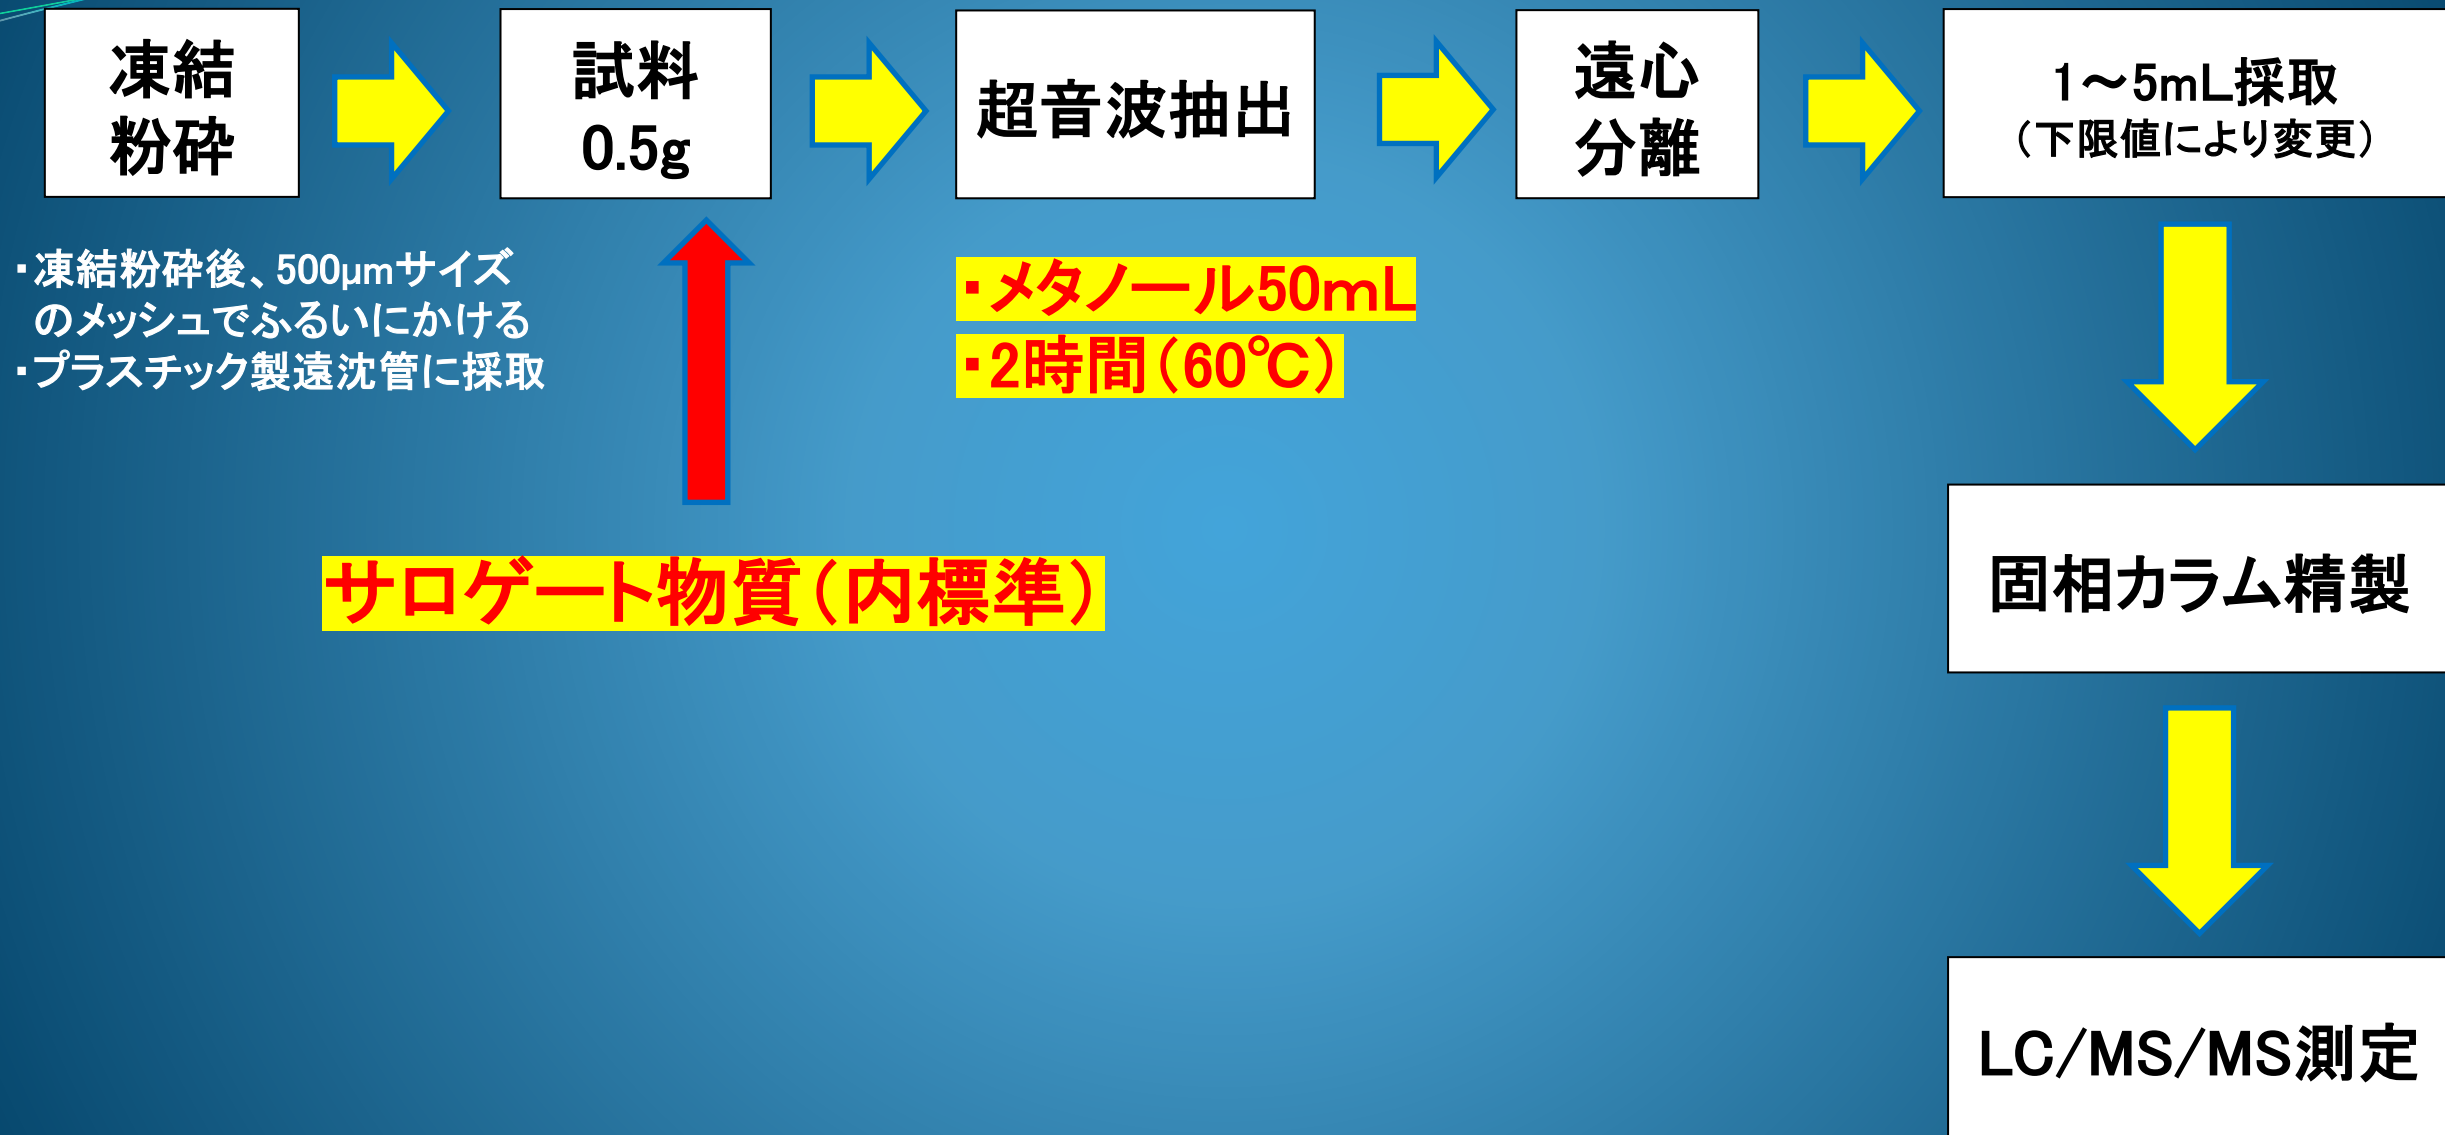 凍結
粉砕
試料
0.5g
超音波抽出
遠心
分離
1～5mL採取
（下限値により変更）
・凍結粉砕後、500μmサイズ
のメッシュでふるいにかける
・プラスチック製遠沈管に採取
・メタノール50mL
・2時間（60℃）
サロゲート物質（内標準）
固相カラム精製
LC/MS/MS測定